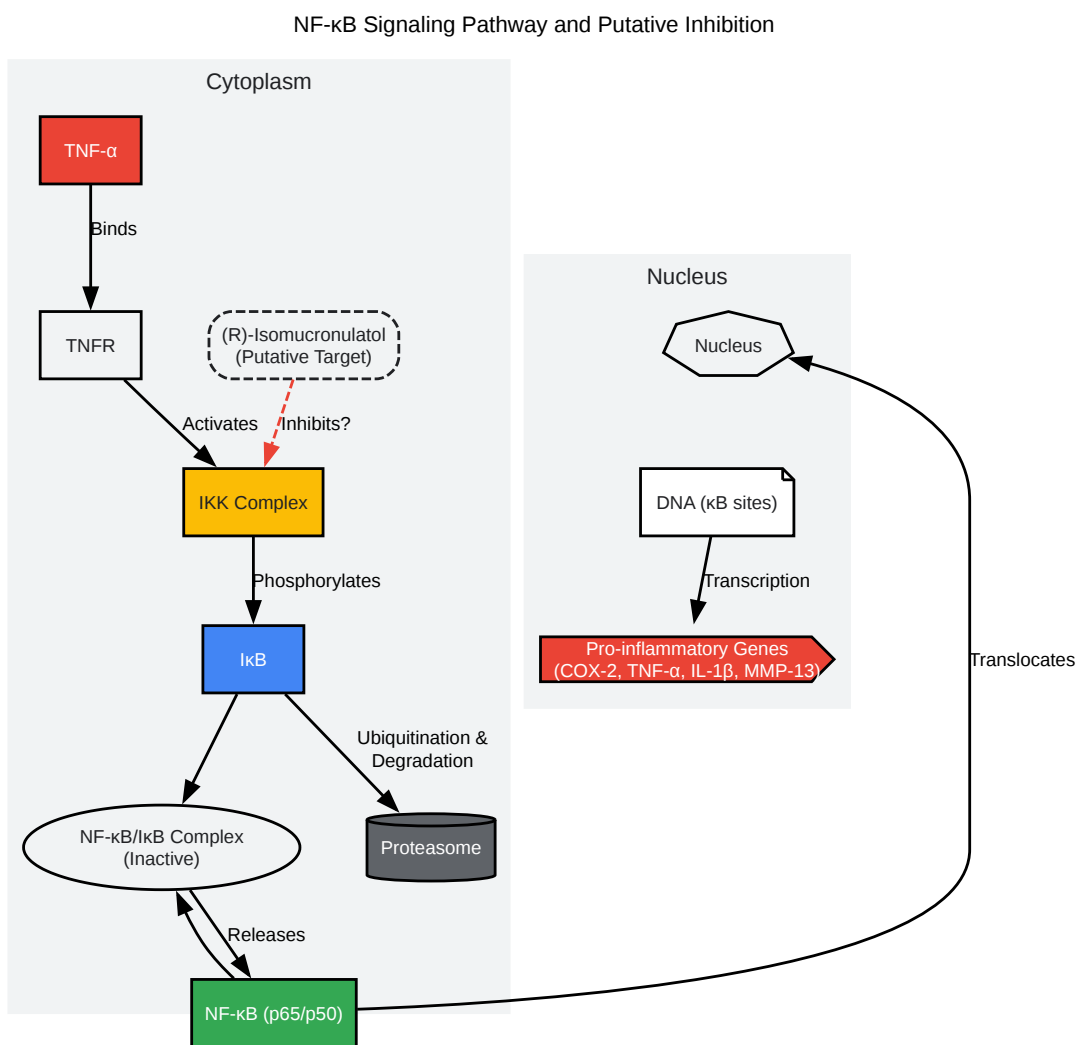 NF-κB Signaling Pathway and Putative Inhibition
Cytoplasm
TNF-α
Binds
TNFR
(R)-Isomucronulatol
(Putative Target)
Activates
Inhibits?
IKK Complex
Phosphorylates
IκB
Ubiquitination &
Degradation
NF-κB/IκB Complex
(Inactive)
Proteasome
Releases
NF-κB (p65/p50)
Nucleus
Nucleus
DNA (κB sites)
Transcription
Pro-inflammatory Genes
(COX-2, TNF-α, IL-1β, MMP-13)
Translocates